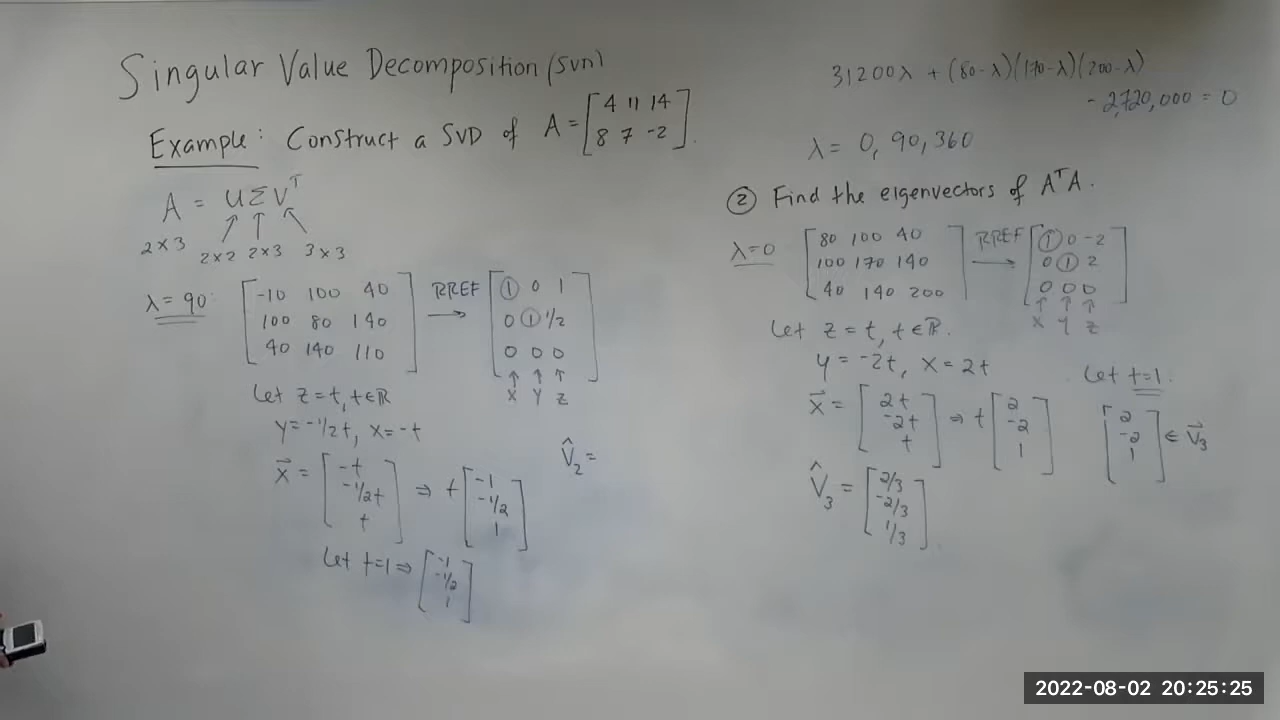 Singular Value Decomposition (SVD)
Example: Construct a SVD of A = [4 11 14
8 7 -2].
A = UΣVᵀ
2×3 2×2 2×3 3×3
λ = 90: [-10 100 40
100 80 140
40 140 110] RREF → [1 0 1
0 1 1/2
0 0 0]
↑ ↑ ↑
X Y Z
Let z = t, t ∈ ℝ
y = -1/2t, x = -t
x⃗ = [-t
-1/2t
t] ⇒ t [-1
-1/2
1]
V̂₂ =
Let t=1 ⇒ [-1
-1/2
1]
31200λ + (80-λ)(170-λ)(200-λ)
- 2,720,000 = 0
λ = 0, 90, 360
② Find the eigenvectors of AᵀA.
λ = 0 [80 100 40
100 170 140
40 140 200] RREF → [1 0 -2
0 1 2
0 0 0]
↑ ↑ ↑
X Y Z
Let z = t, t ∈ ℝ.
y = -2t, x = 2t
Let t=1.
x⃗ = [2t
-2t
t] ⇒ t [2
-2
1]
[2
-2
1] ∈ V⃗₃
V̂₃ = [2/3
-2/3
1/3]
2022-08-02 20:25:25